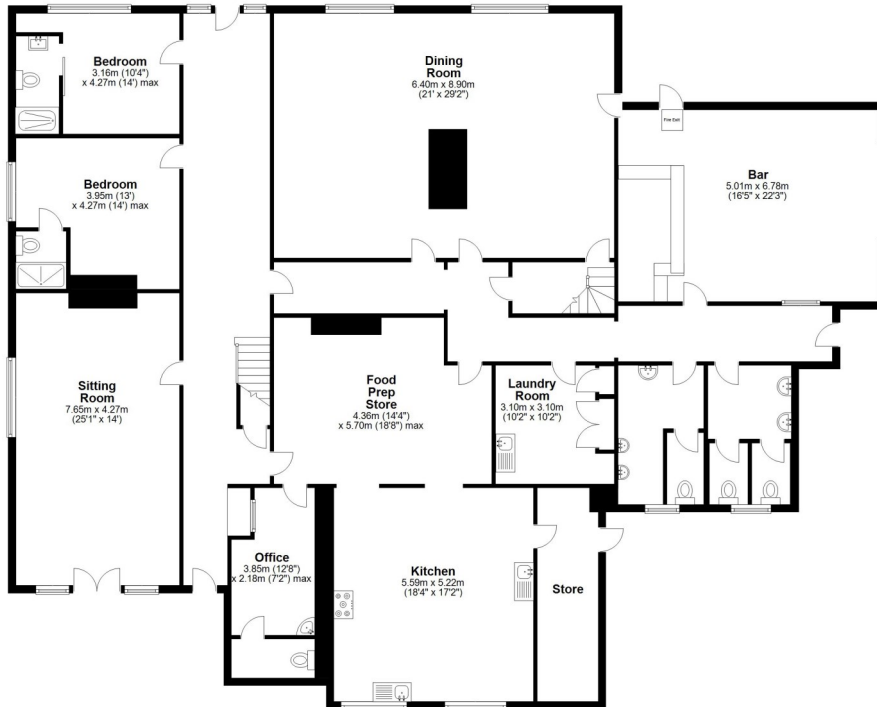 Bedroom
3.16m (10'4")
x 4.27m (14') max
Dining
Room
6.40m x 8.90m
(21' x 29'2")
Fire Exit
Bar
5.01m x 6.78m
(16'5" x 22'3")
Bedroom
3.95m (13')
x 4.27m (14') max
Sitting
Room
7.65m x 4.27m
(25'1" x 14')
Food
Prep
Store
4.36m (14'4")
x 5.70m (18'8") max
Laundry
Room
3.10m x 3.10m
(10'2" x 10'2")
Office
3.85m (12'8")
x 2.18m (7'2") max
Kitchen
5.59m x 5.22m
(18'4" x 17'2")
Store